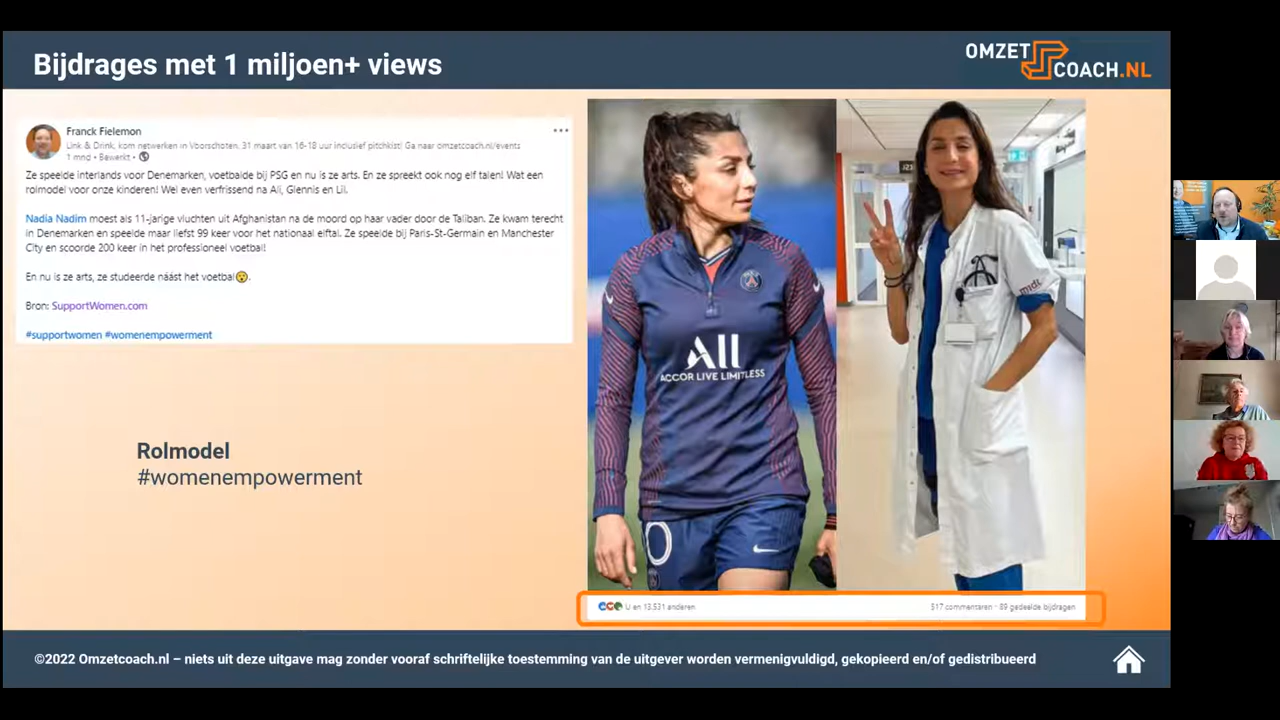 Bijdrages met 1 miljoen+ views
OMZET
COACH.NL
Franck Fielemon
Link & Drink, kom netwerken in Voorschoten. 31 maart van 16-18 uur inclusief pitchkist! Ga naar omzetcoach.nl/events
1 mnd • Bewerkt •
Ze speelde interlands voor Denemarken, voetbalde bij PSG en nu is ze arts. En ze spreekt ook nog elf talen! Wat een
rolmodel voor onze kinderen! Wel even verfrissend na Ali, Glennis en Lil.
Nadia Nadim moest als 11-jarige vluchten uit Afghanistan na de moord op haar vader door de Taliban. Ze kwam terecht
in Denemarken en speelde maar liefst 99 keer voor het nationaal elftal. Ze speelde bij Paris-St-Germain en Manchester
City en scoorde 200 keer in het professioneel voetbal!
En nu is ze arts, ze studeerde náást het voetbal😲.
Bron: SupportWomen.com
#supportwomen #womenempowerment
Rolmodel
#womenempowerment
All
ACCOR LIVE LIMITLESS
midt
U en 13.531 anderen
517 commentaren • 89 gedeelde bijdragen
©2022 Omzetcoach.nl – niets uit deze uitgave mag zonder vooraf schriftelijke toestemming van de uitgever worden vermenigvuldigd, gekopieerd en/of gedistribueerd